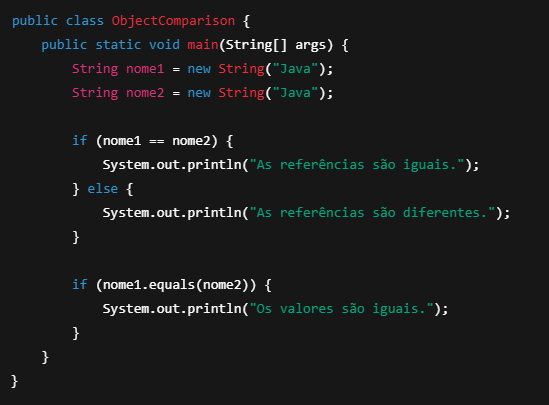 public class ObjectComparison {
    public static void main(String[] args) {
        String nome1 = new String("Java");
        String nome2 = new String("Java");

        if (nome1 == nome2) {
            System.out.println("As referências são iguais.");
        } else {
            System.out.println("As referências são diferentes.");
        }

        if (nome1.equals(nome2)) {
            System.out.println("Os valores são iguais.");
        }
    }
}